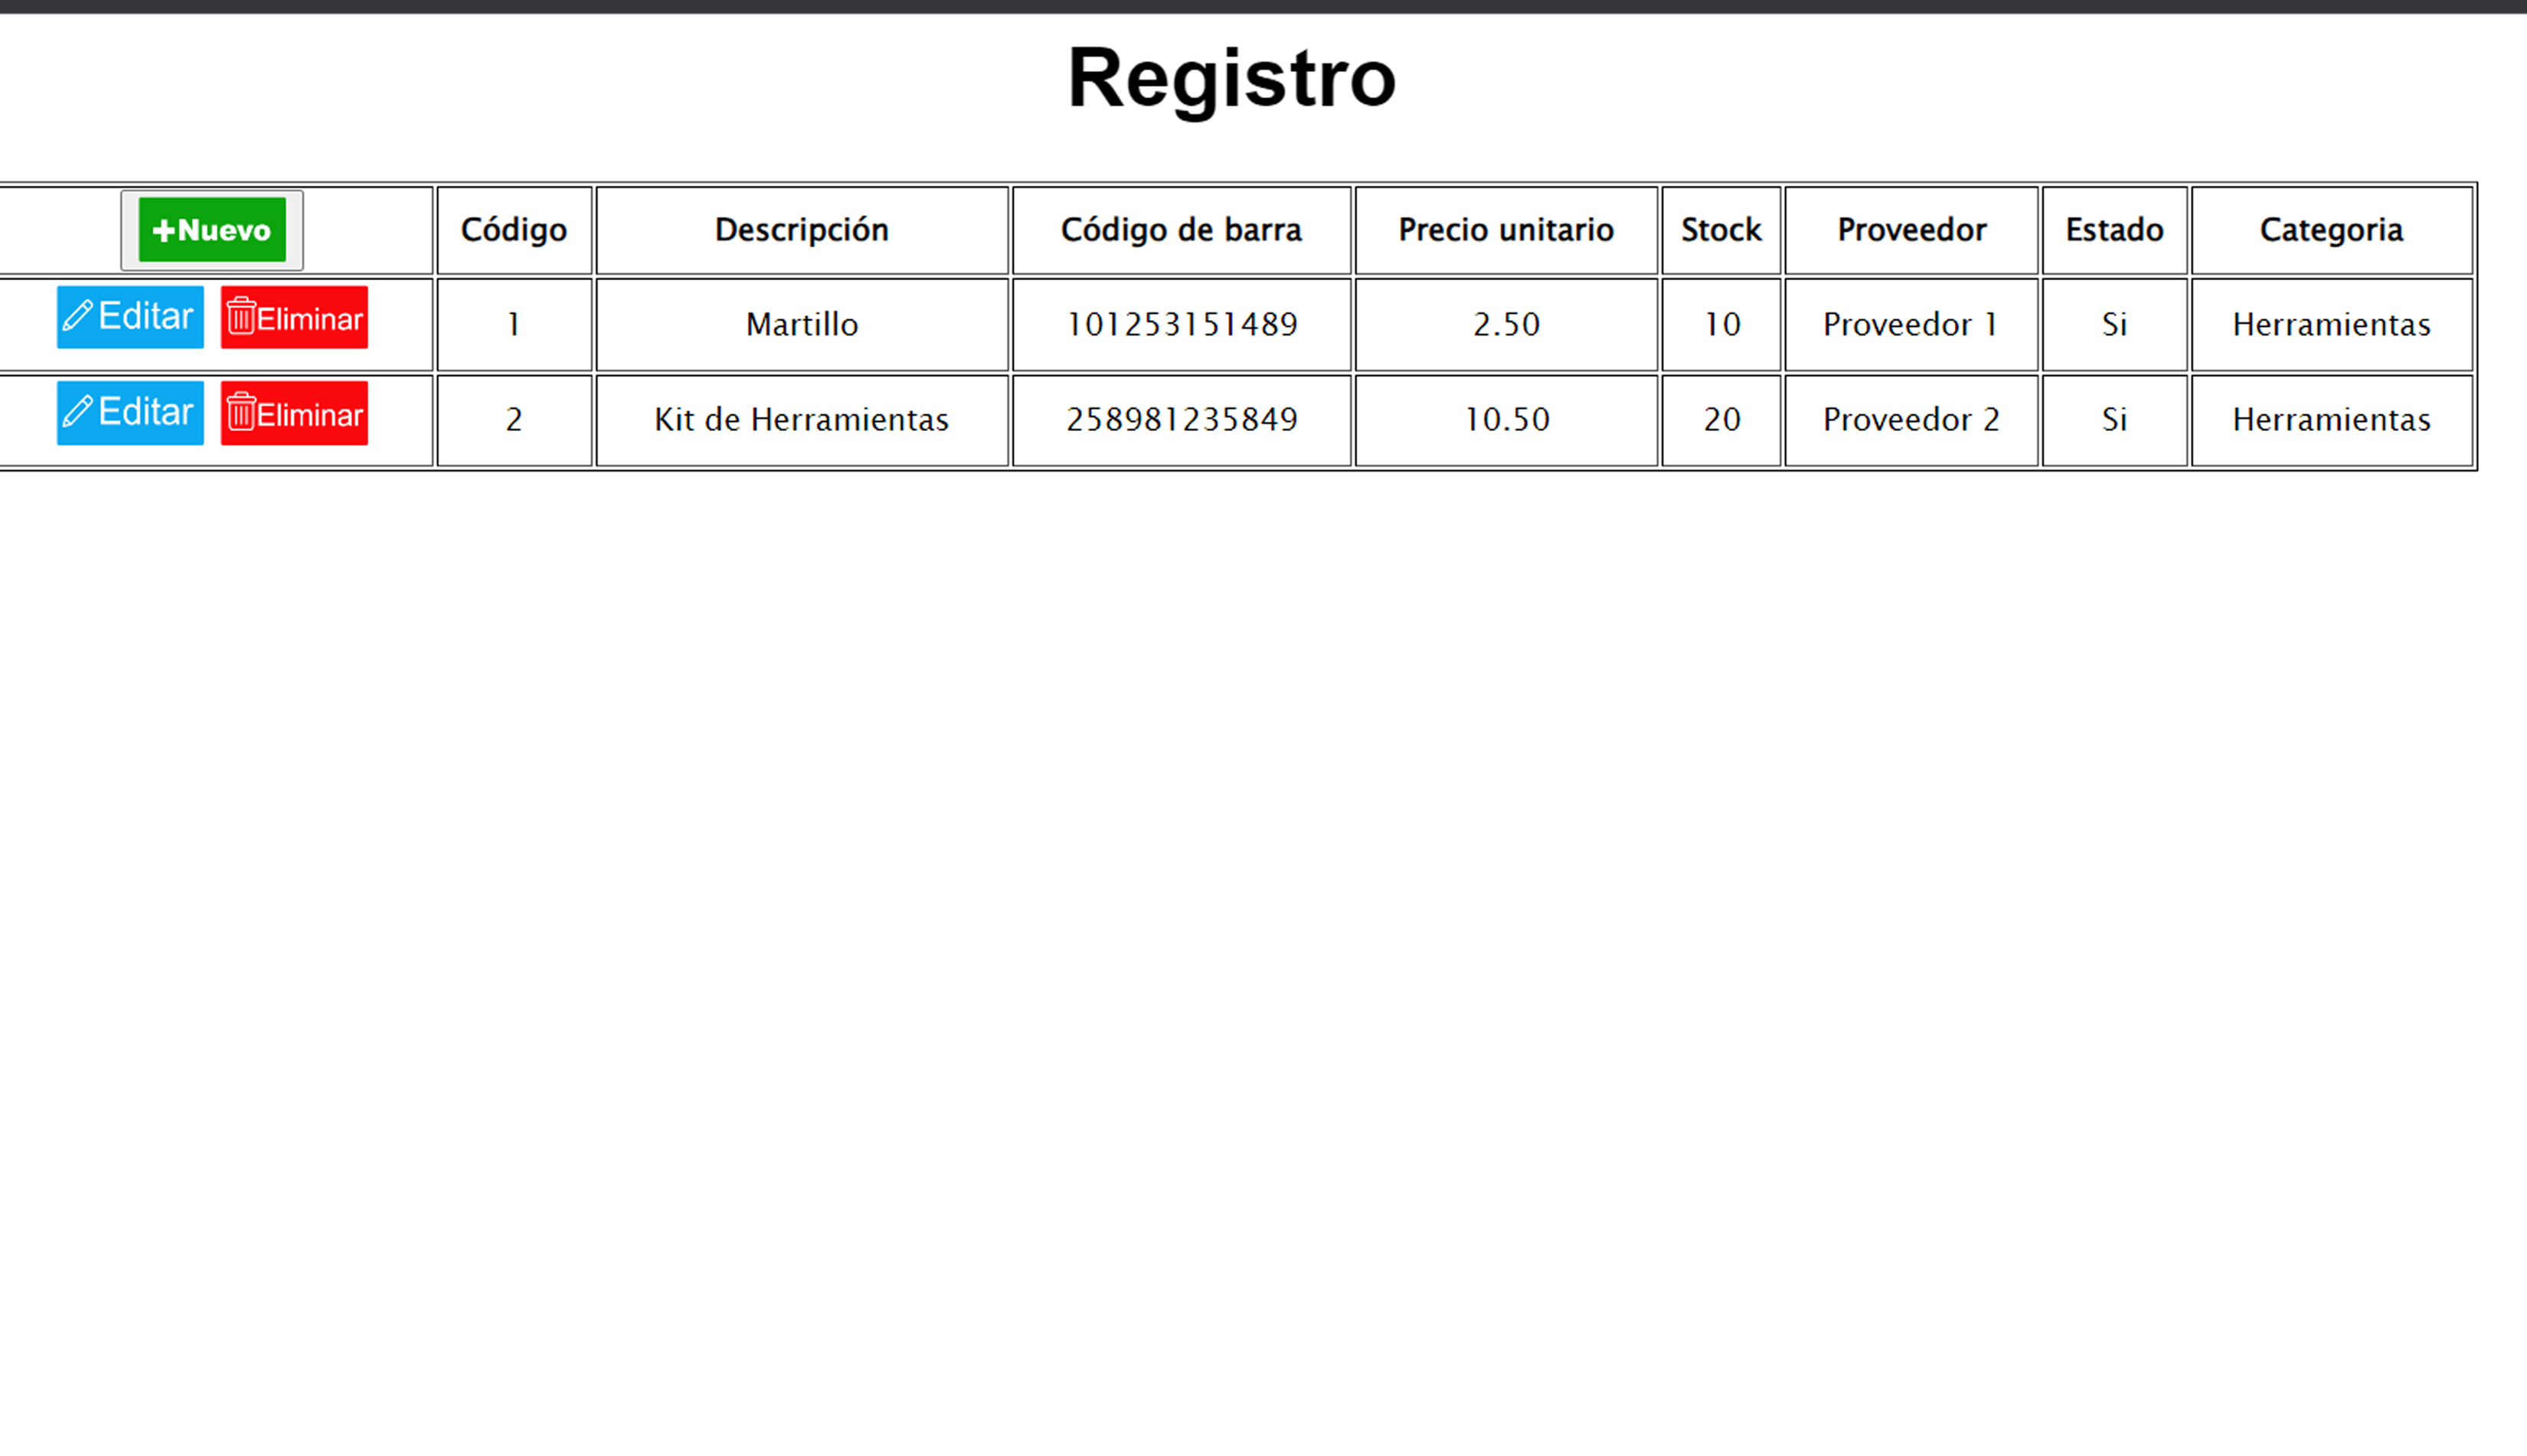 Registro
+Nuevo Código Descripción Código de barra Precio unitario Stock Proveedor Estado Categoria
Editar Eliminar 1 Martillo 101253151489 2.50 10 Proveedor 1 Si Herramientas
Editar Eliminar 2 Kit de Herramientas 258981235849 10.50 20 Proveedor 2 Si Herramientas